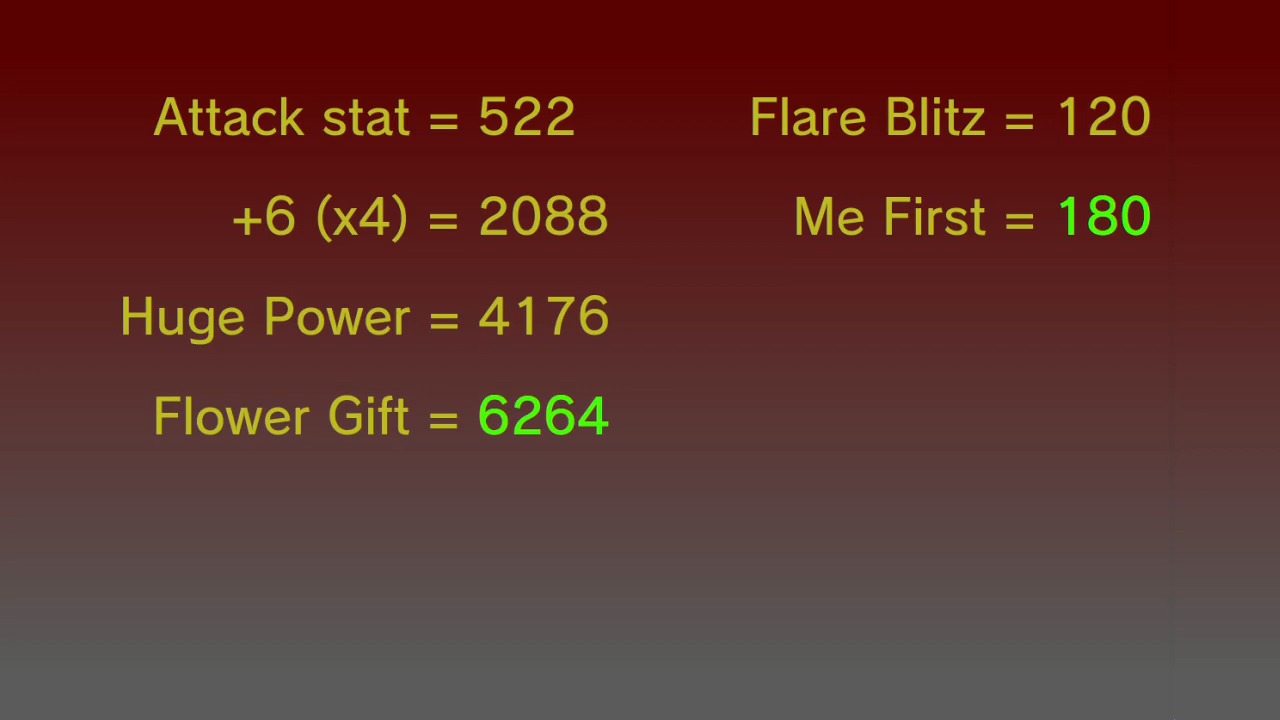 Attack stat = 522
+6 (x4) = 2088
Huge Power = 4176
Flower Gift = 6264
Flare Blitz = 120
Me First = 180